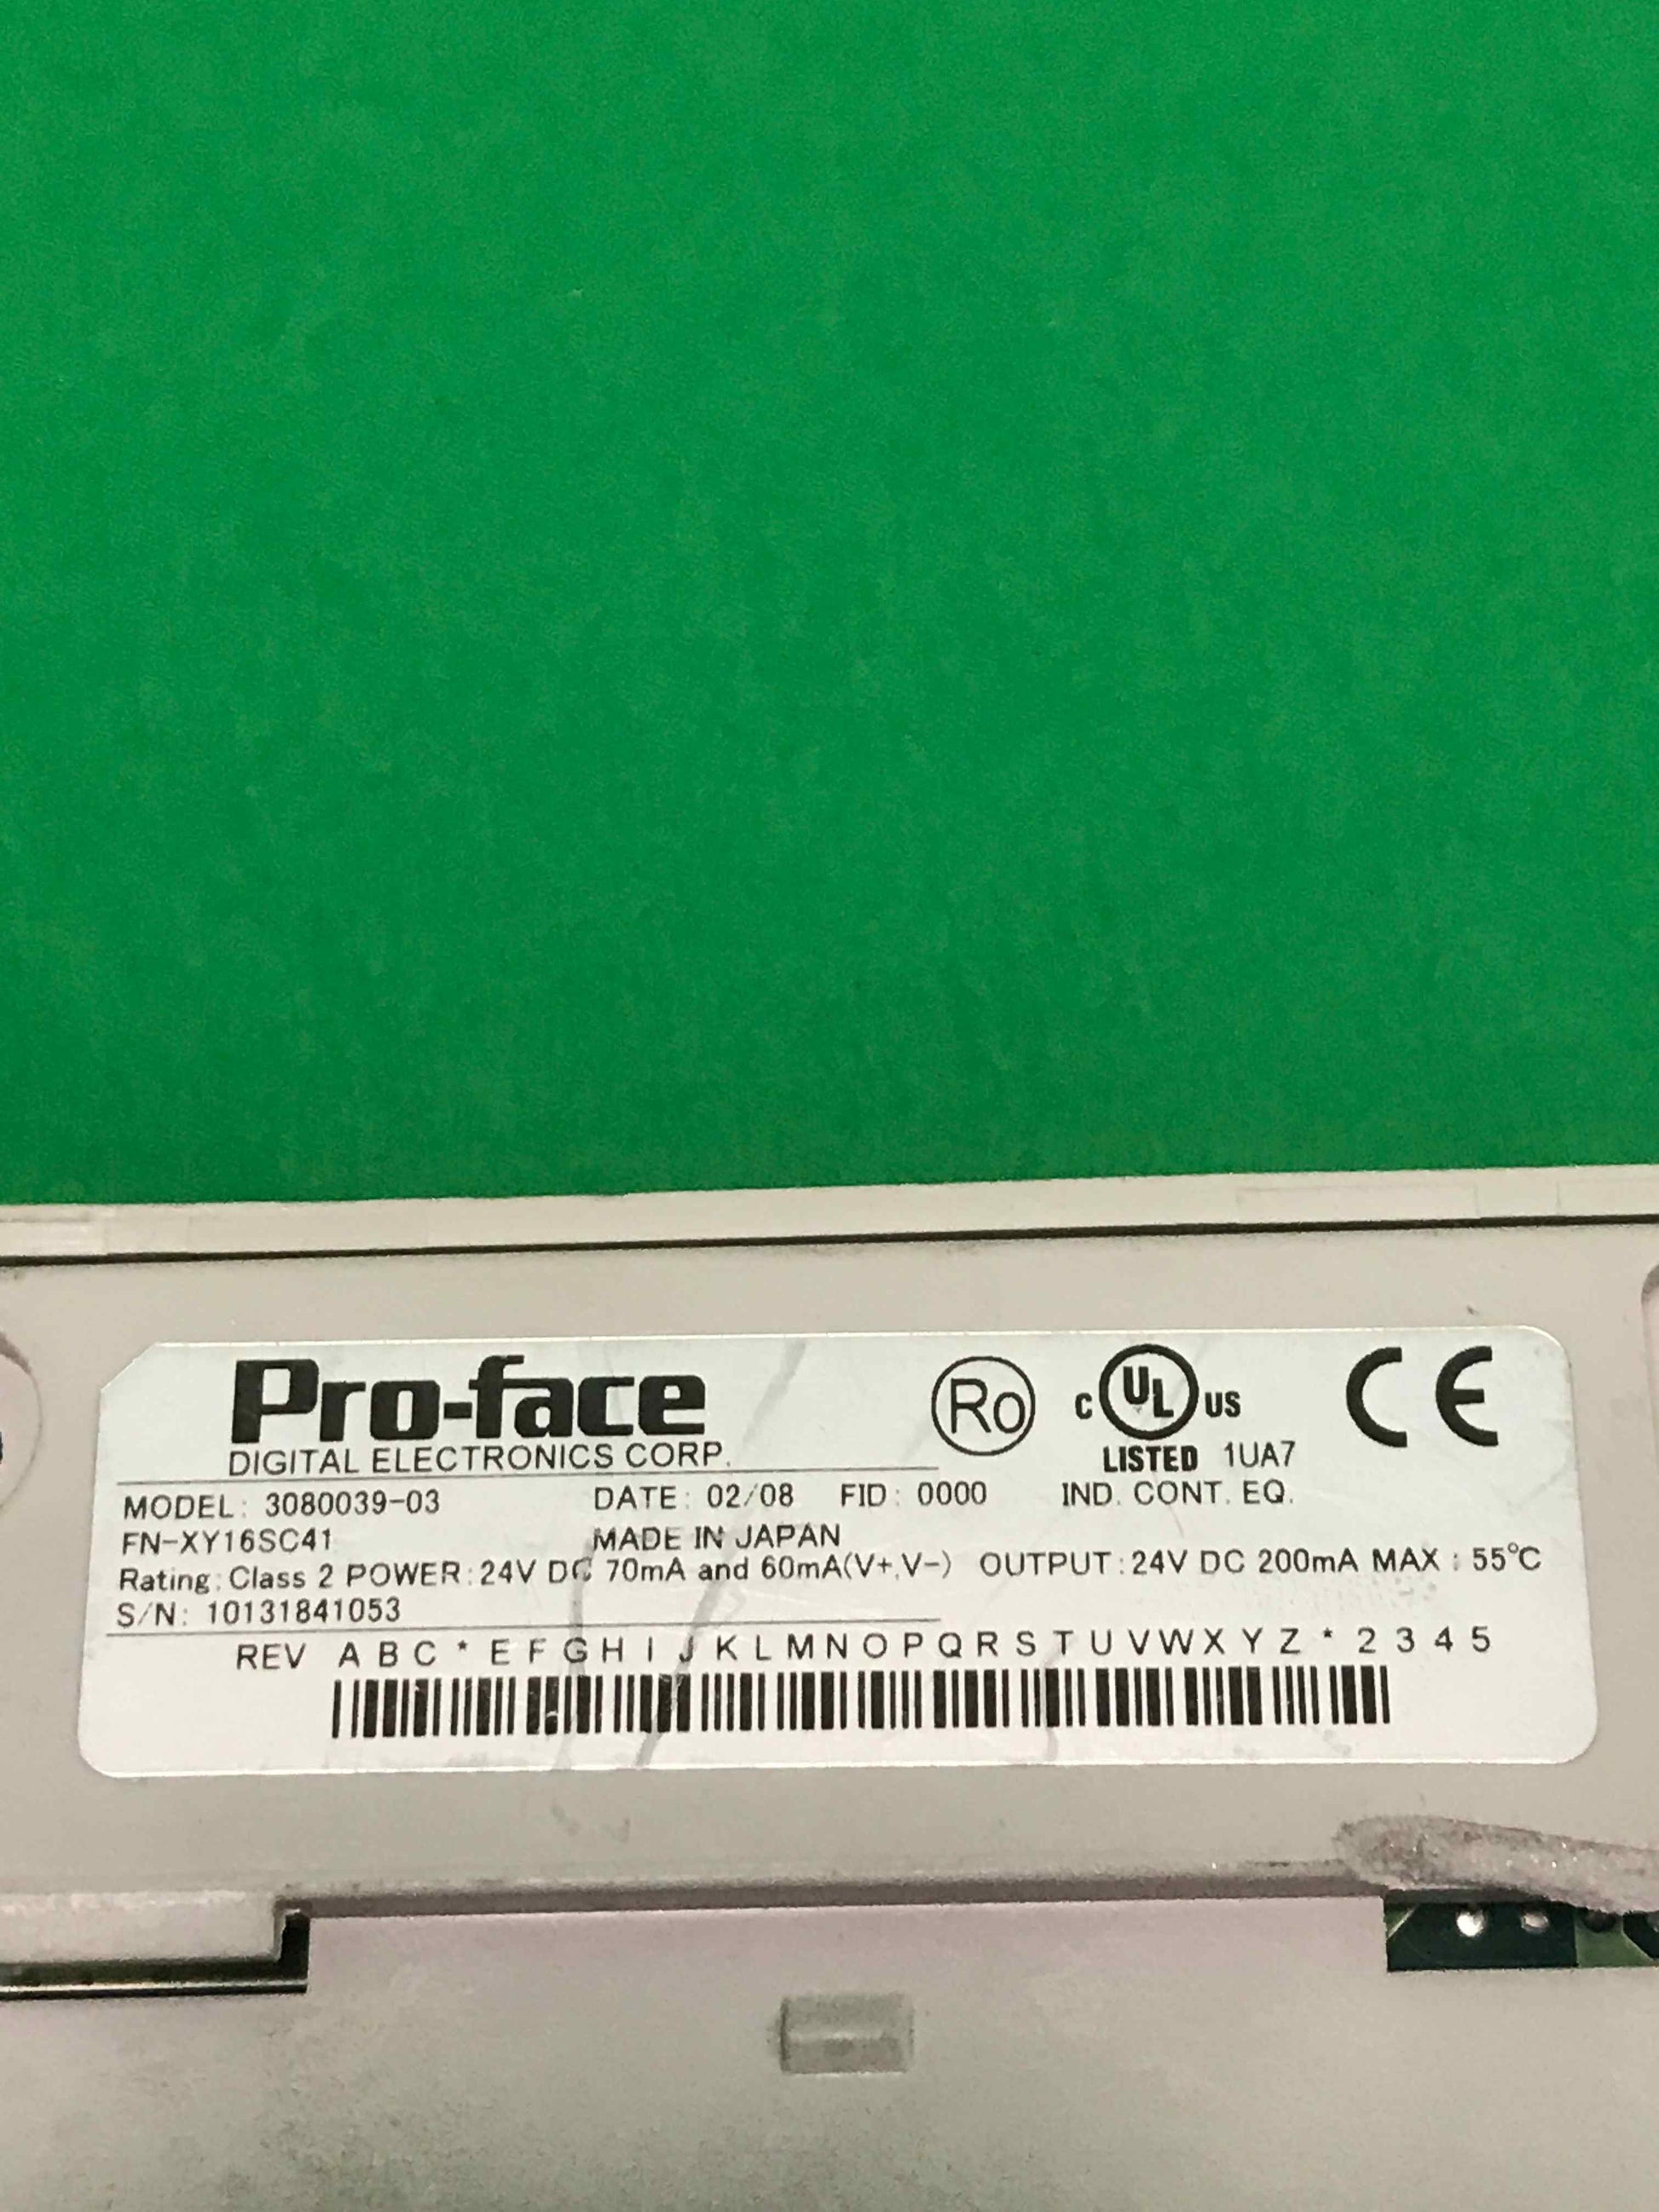 Pro-face
DIGITAL ELECTRONICS CORP.
Ro
C UL US
LISTED 1UA7
IND. CONT. EQ.
CE
MODEL: 3080039-03 DATE: 02/08 FID: 0000
FN-XY16SC41 MADE IN JAPAN
Rating: Class 2 POWER: 24V DC 70mA and 60mA(V+,V-) OUTPUT: 24V DC 200mA MAX: 55℃
S/N: 10131841053
REV A B C * E F G H I J K L M N O P Q R S T U V W X Y Z * 2 3 4 5